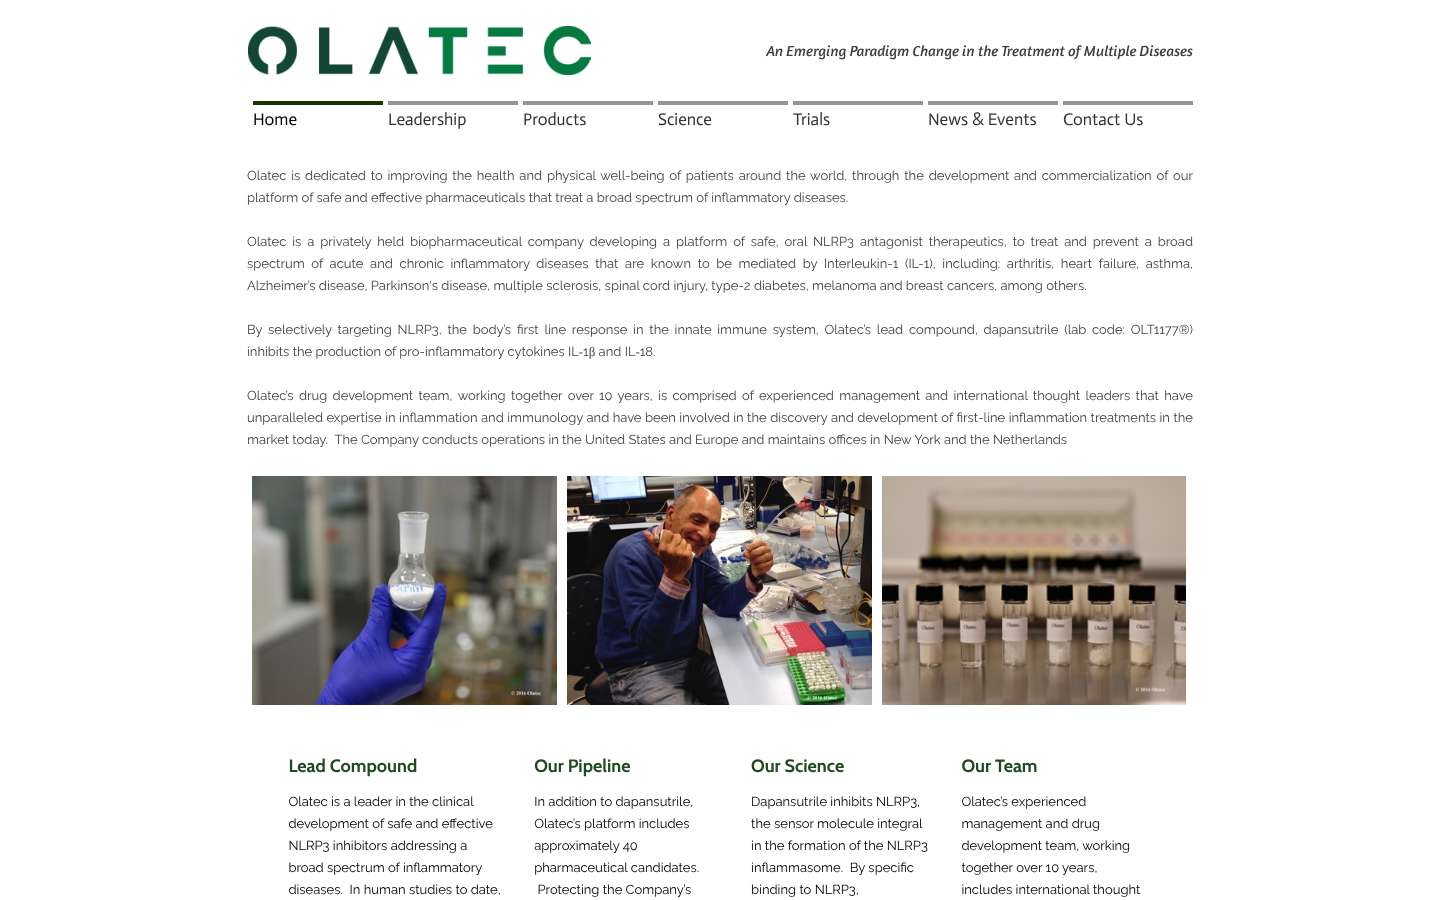 OLATEC
An Emerging Paradigm Change in the Treatment of Multiple Diseases
Home
Leadership
Products
Science
Trials
News & Events
Contact Us
Olatec is dedicated to improving the health and physical well-being of patients around the world, through the development and commercialization of our
platform of safe and effective pharmaceuticals that treat a broad spectrum of inflammatory diseases.
Olatec is a privately held biopharmaceutical company developing a platform of safe, oral NLRP3 antagonist therapeutics, to treat and prevent a broad
spectrum of acute and chronic inflammatory diseases that are known to be mediated by Interleukin-1 (IL-1), including: arthritis, heart failure, asthma,
Alzheimer's disease, Parkinson's disease, multiple sclerosis, spinal cord injury, type-2 diabetes, melanoma and breast cancers, among others.
By selectively targeting NLRP3, the body's first line response in the innate immune system, Olatec's lead compound, dapansutrile (lab code: OLT1177®)
inhibits the production of pro-inflammatory cytokines IL-1β and IL-18.
Olatec's drug development team, working together over 10 years, is comprised of experienced management and international thought leaders that have
unparalleled expertise in inflammation and immunology and have been involved in the discovery and development of first-line inflammation treatments in the
market today.  The Company conducts operations in the United States and Europe and maintains offices in New York and the Netherlands
© 2016 Olatec
© 2016 Olatec
Olatec
Olatec
Olatec
Olatec
Olatec
© 2016 Olatec
Lead Compound
Olatec is a leader in the clinical
development of safe and effective
NLRP3 inhibitors addressing a
broad spectrum of inflammatory
diseases.  In human studies to date,
Our Pipeline
In addition to dapansutrile,
Olatec's platform includes
approximately 40
pharmaceutical candidates.
Protecting the Company's
Our Science
Dapansutrile inhibits NLRP3,
the sensor molecule integral
in the formation of the NLRP3
inflammasome.  By specific
binding to NLRP3,
Our Team
Olatec's experienced
management and drug
development team, working
together over 10 years,
includes international thought